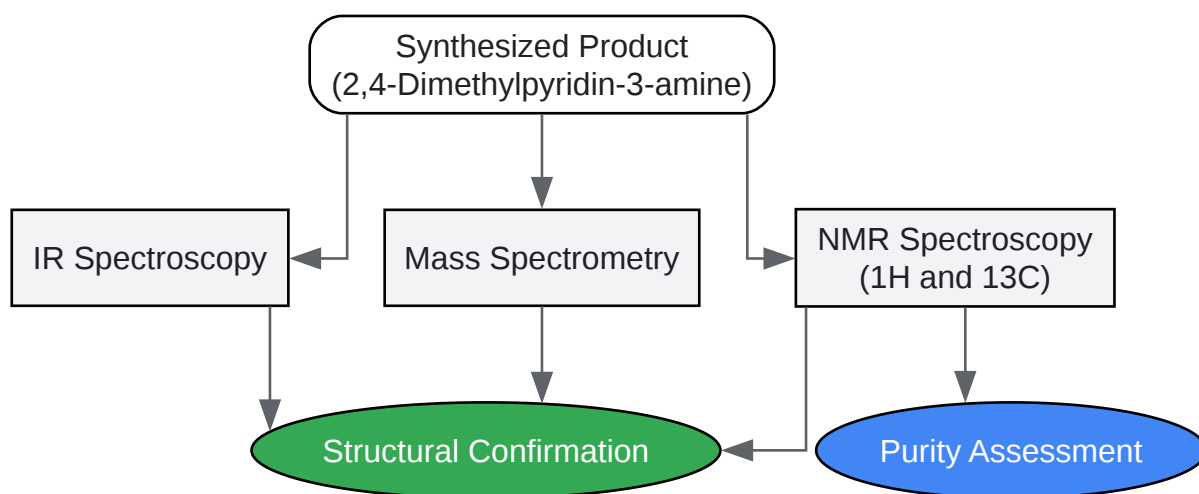 Synthesized Product
(2,4-Dimethylpyridin-3-amine)
IR Spectroscopy
Mass Spectrometry
NMR Spectroscopy
(1H and 13C)
Structural Confirmation
Purity Assessment